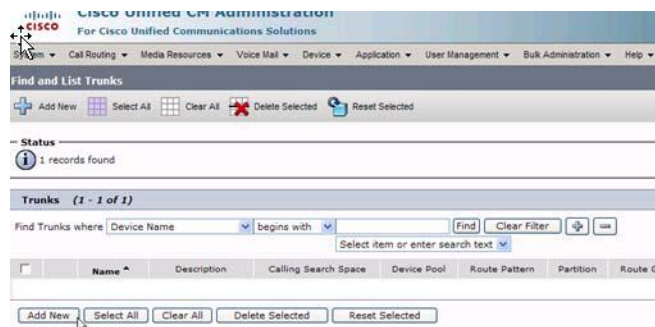 Cisco Unified CM Administration
CISCO
For Cisco Unified Communications Solutions
System Call Routing Media Resources Voice Mail Device Application User Management Bulk Administration Help
Find and List Trunks
Add New Select All Clear All Delete Selected Reset Selected
Status
i 1 records found
Trunks (1 - 1 of 1)
Find Trunks where Device Name begins with Find Clear Filter
Select item or enter search text
Name Description Calling Search Space Device Pool Route Pattern Partition Route
Add New Select All Clear All Delete Selected Reset Selected